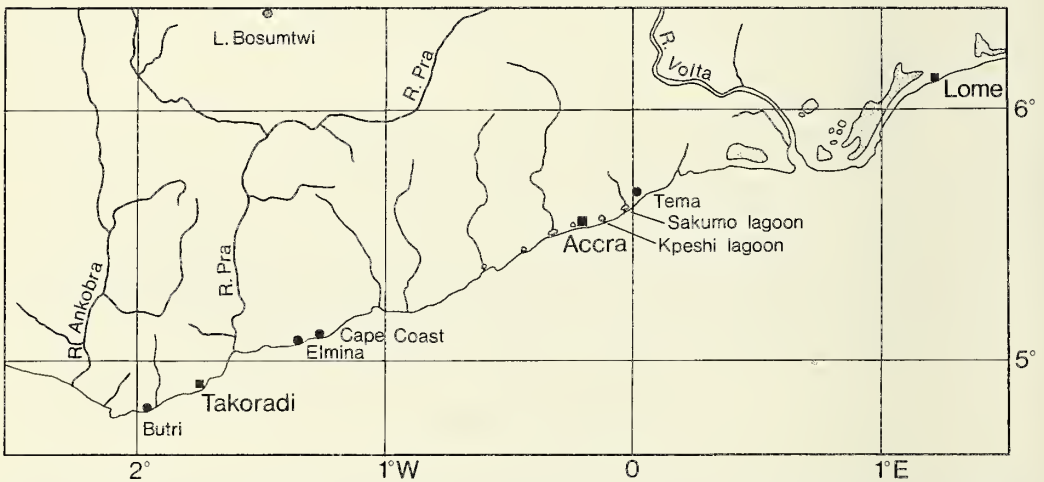 L. Bosumtwi
R. Pra
R. Volta
Lome
6°
Tema
Sakumo lagoon
Accra
Kpeshi lagoon
R. Ankobra
R. Pra
Cape Coast
Elmina
5°
Takoradi
Butri
2°
1°W
0
1°E